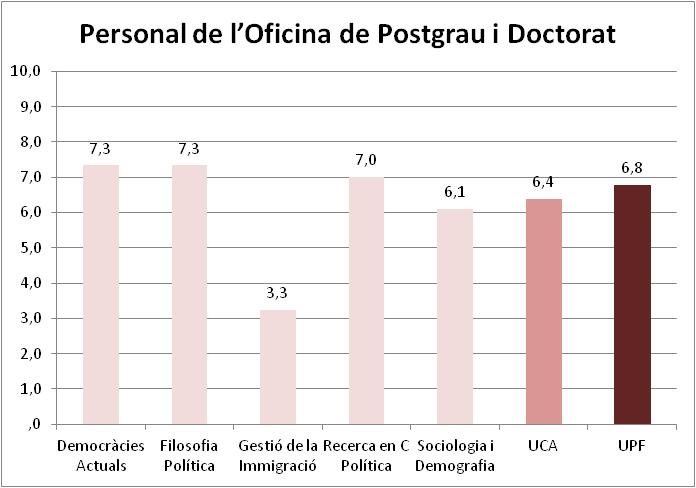 Personal de l'Oficina de Postgrau i Doctorat
10,0
9,0
8,0
7,0
6,0
5,0
4,0
3,0
2,0
1,0
,0
7,3
7,3
3,3
7,0
6,1
6,4
6,8
Democràcies Actuals
Filosofia Política
Gestió de la Immigració
Recerca en C Política
Sociologia i Demografia
UCA
UPF